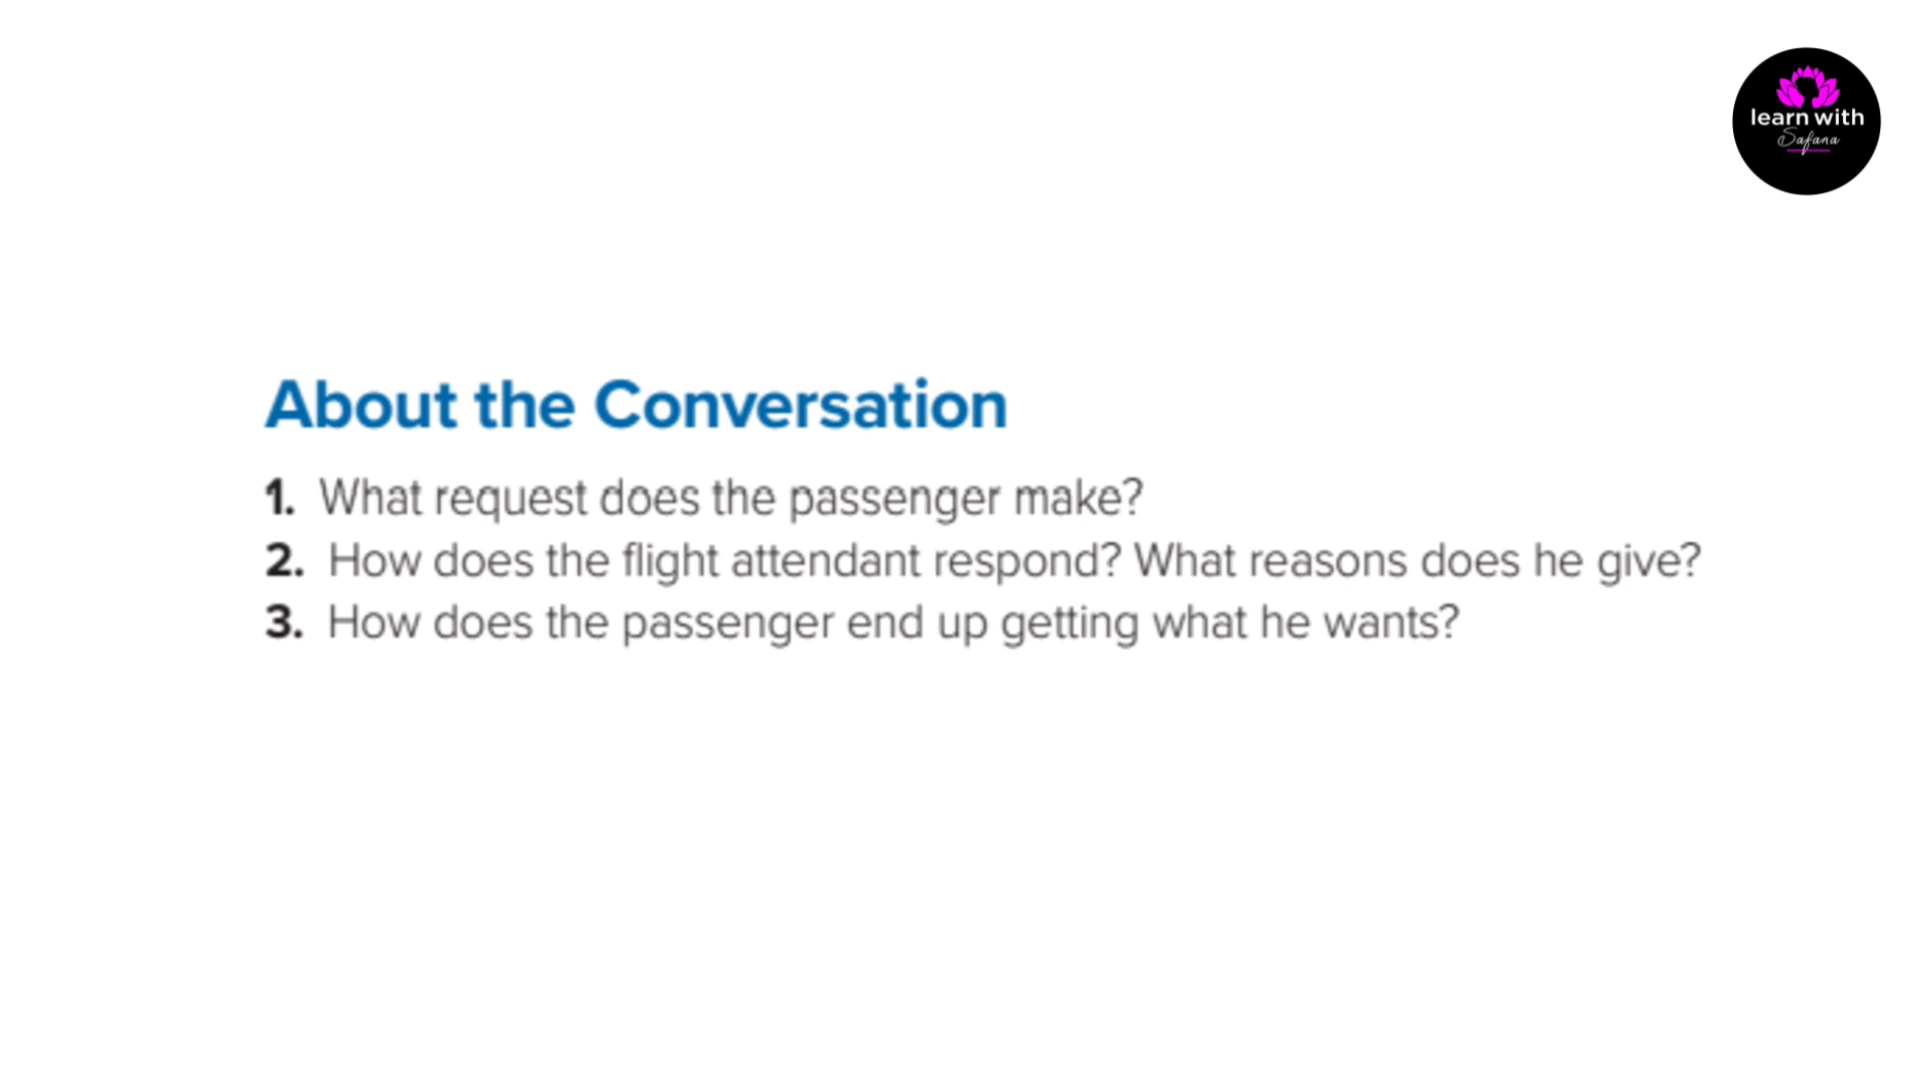 learn with
Safana
About the Conversation
1. What request does the passenger make?
2. How does the flight attendant respond? What reasons does he give?
3. How does the passenger end up getting what he wants?